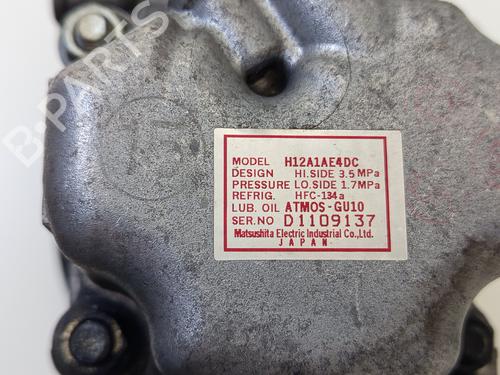 B-PARTS
15
MODEL H12A1AE4DC
DESIGN HI.SIDE 3.5 MPa
PRESSURE LO.SIDE 1.7MPa
REFRIG. HFC-134a
LUB. OIL ATMOS-GU10
SER.NO D1109137
Matsushita Electric Industrial Co.,Ltd.
JAPAN